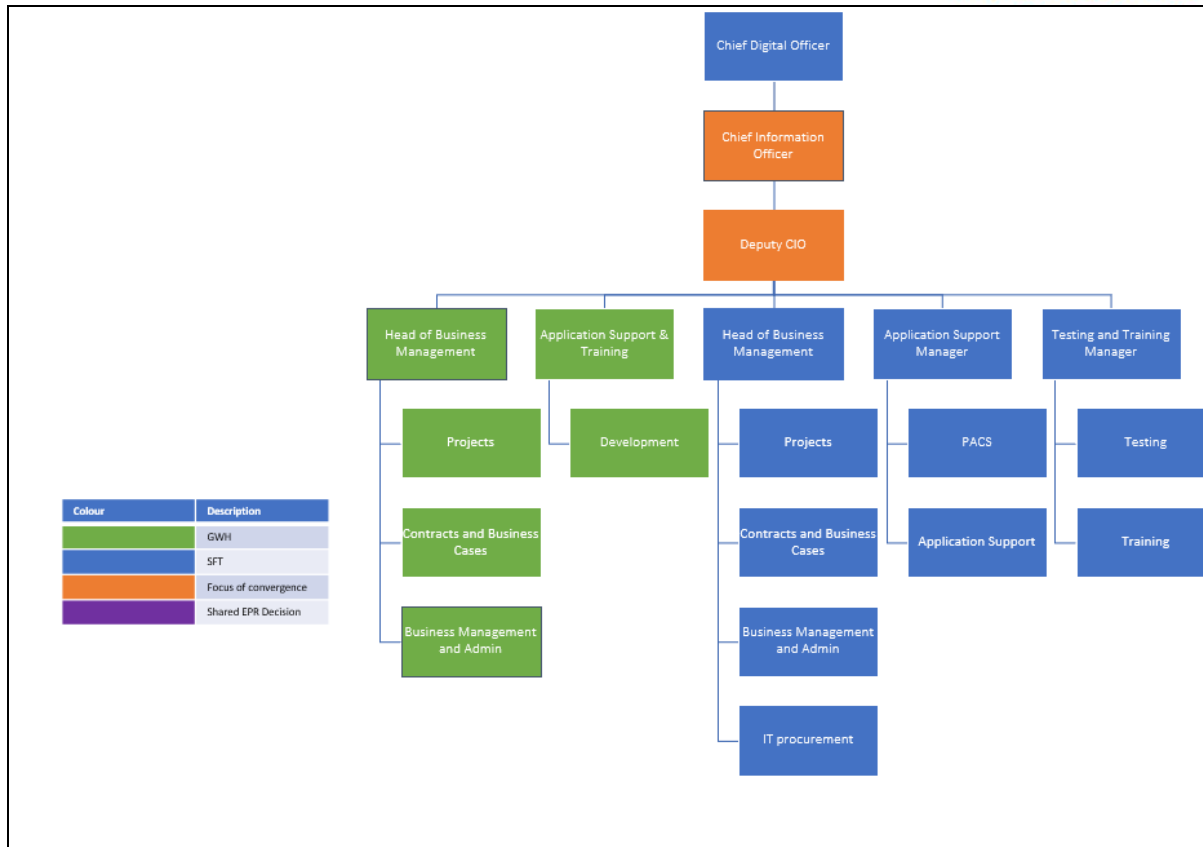 Chief Digital Officer
Chief Information
Officer
Deputy CIO
Head of Business
Management
Application Support &
Training
Head of Business
Management
Application Support
Manager
Testing and Training
Manager
Projects
Development
Projects
PACS
Testing
Contracts and Business
Cases
Contracts and Business
Cases
Application Support
Training
Business Management
and Admin
Business Management
and Admin
IT procurement
Colour Description
GWH
SFT
Focus of convergence
Shared EPR Decision